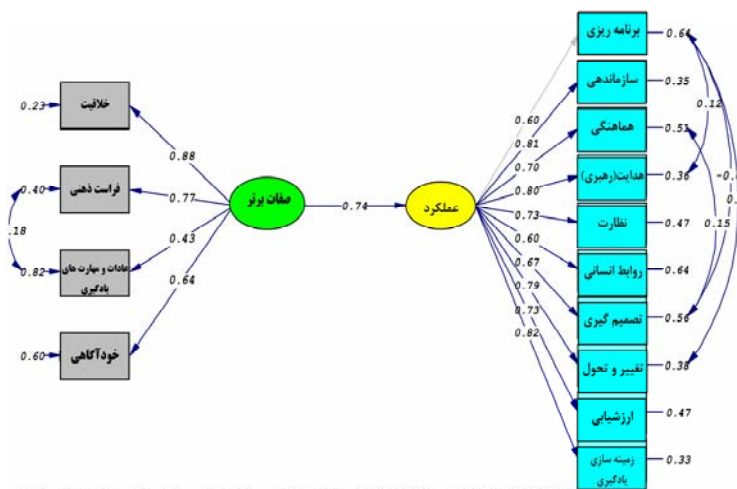 برنامه ریزی
0.64
سازماندهی
0.35
خلاقیت
0.23
0.60
0.12
هماهنگی
0.51
0.81
0.88
0.70
هدایت(رهبری)
0.36
0.80
فراست ذهنی
0.40
0.77
صفات برتر
0.74
عملکرد
0.73
نظارت
0.47
0.15
.18
0.43
0.60
روابط انسانی
0.64
عادات و مهارت های
یادگیری
0.82
0.64
0.67
تصمیم گیری
0.56
0.79
خودآگاهی
0.60
0.73
تغییر و تحول
0.38
0.82
ارزشیابی
0.47
زمینه سازی
یادگیری
0.33